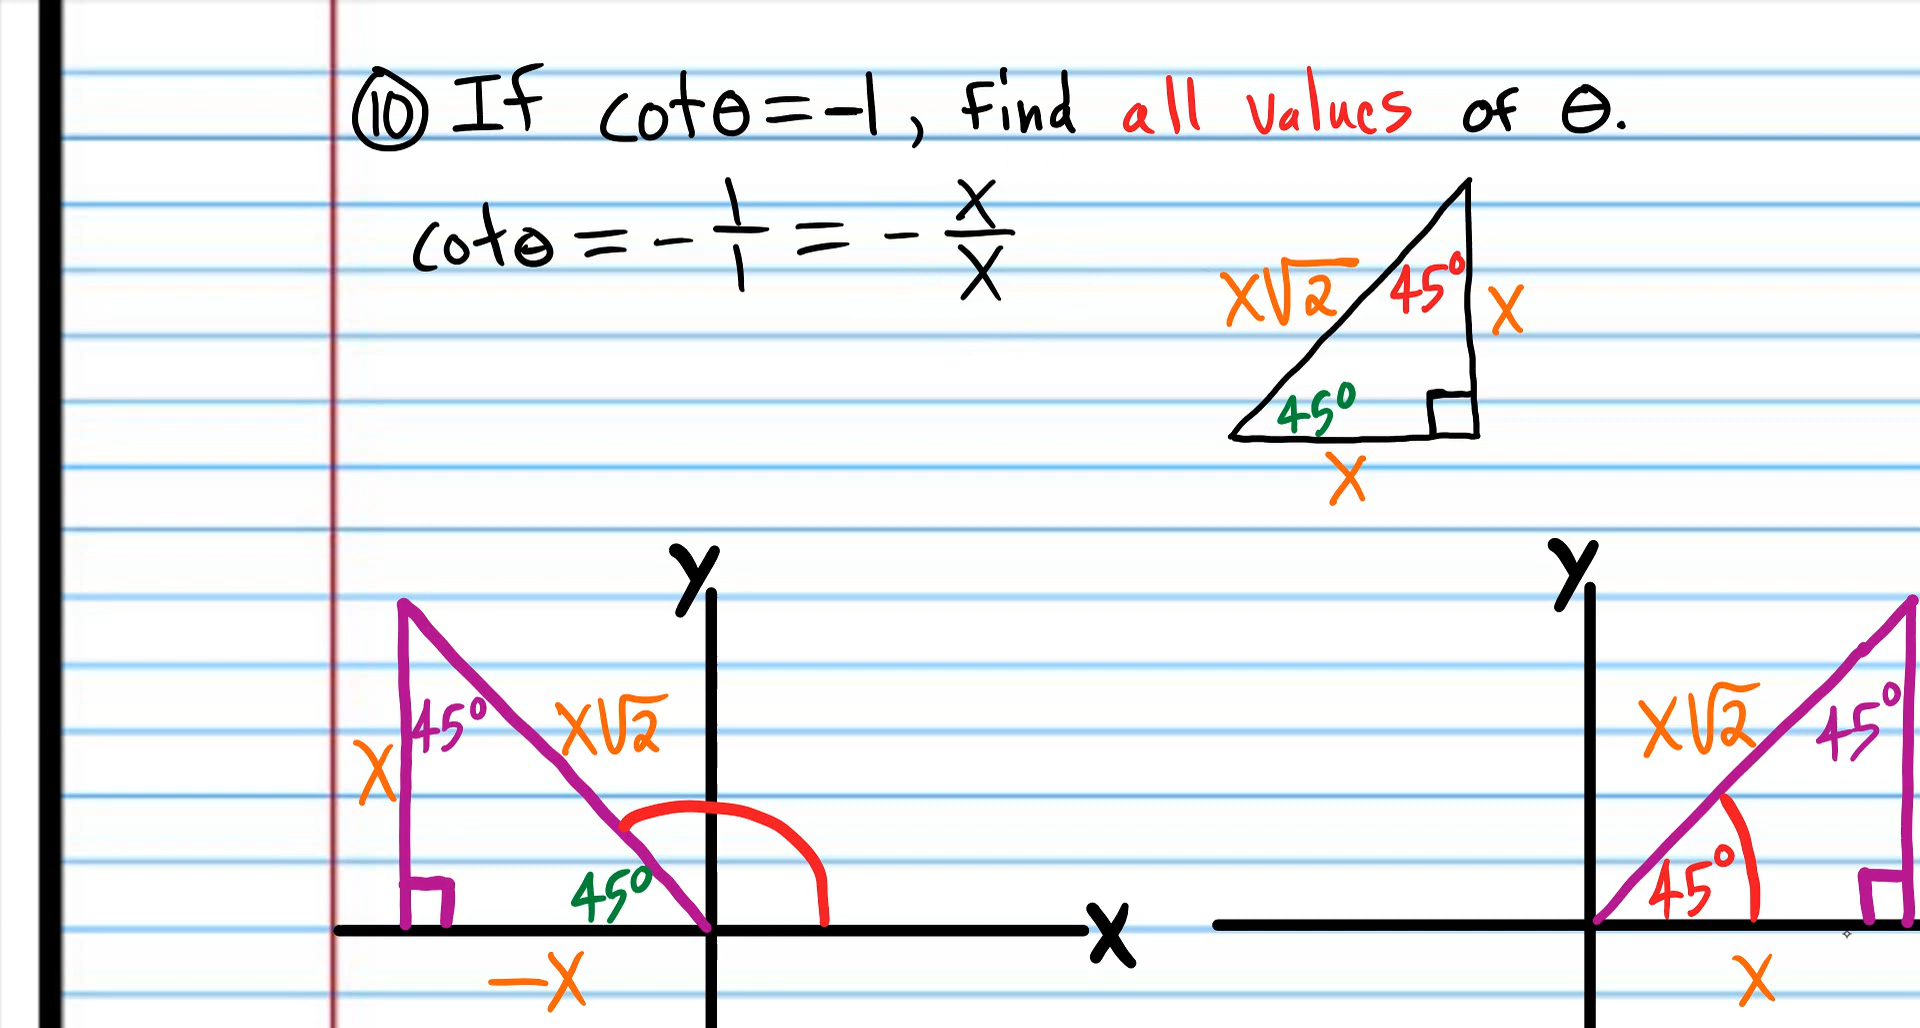 ⑩ If cotθ=-1, find all values of θ.
cotθ = - 1/1 = - x/x
x√2 45° x
45°
x
y y
45° x√2 x√2 45°
x
45° 45°
x
-x x